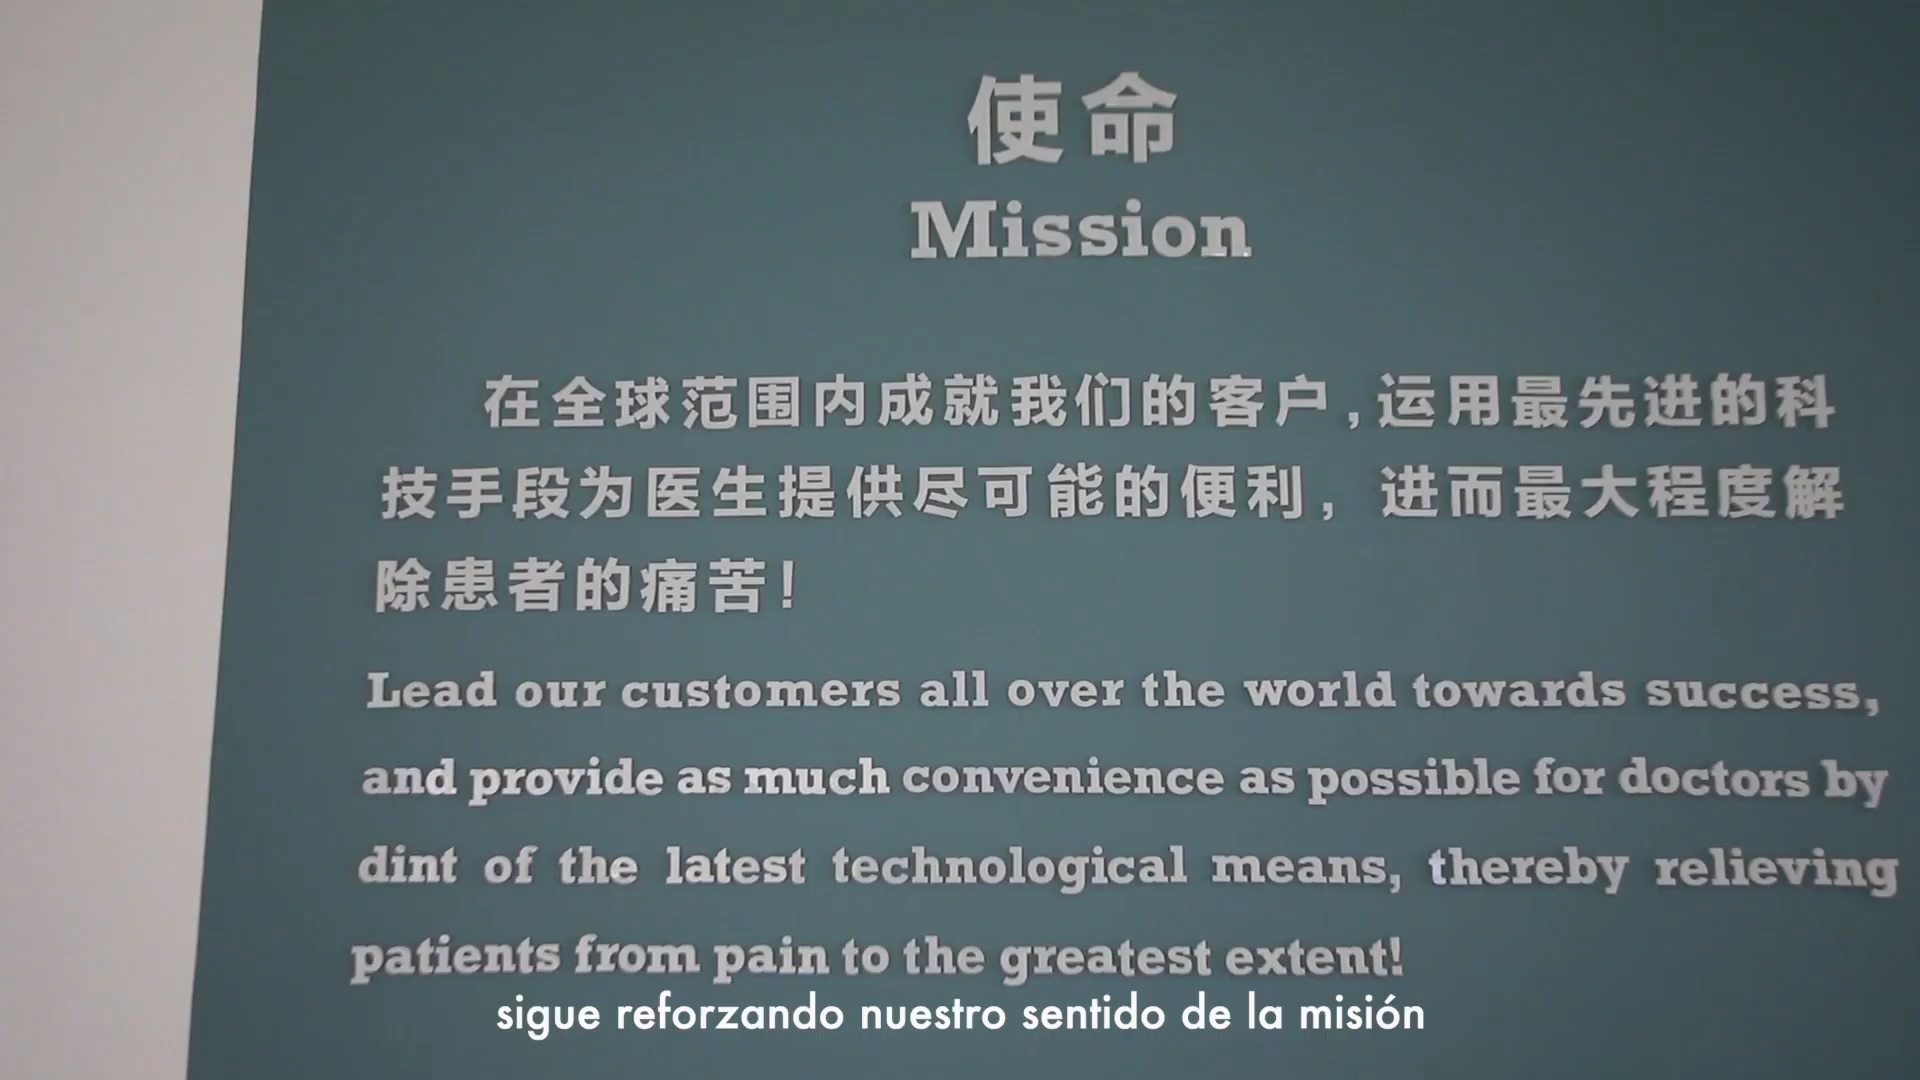 使命
Mission
在全球范围内成就我们的客户,运用最先进的科
技手段为医生提供尽可能的便利，进而最大程度解
除患者的痛苦!
Lead our customers all over the world towards success,
and provide as much convenience as possible for doctors by
dint of the latest technological means, thereby relieving
patients from pain to the greatest extent!
sigue reforzando nuestro sentido de la misión